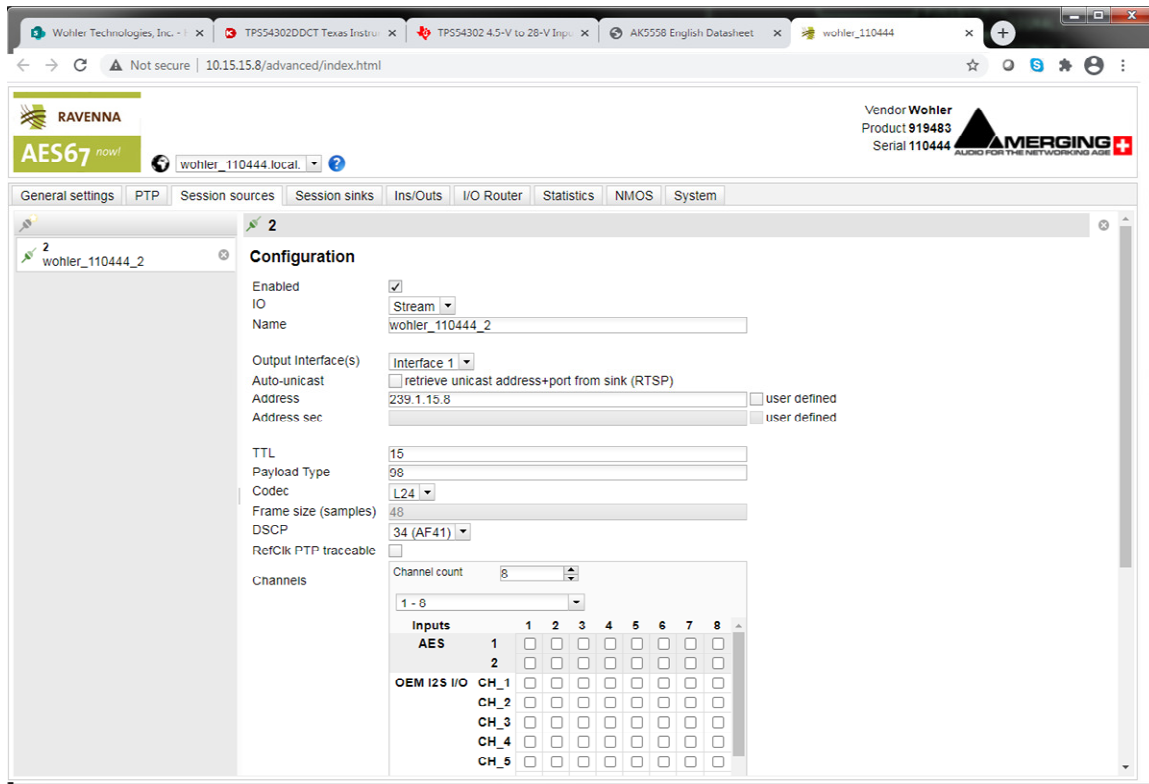 Wohler Technologies, Inc. - H
TPS54302DDCT Texas Instru
TPS54302 4.5-V to 28-V Inpu
AK5558 English Datasheet
wohler_110444
Not secure | 10.15.15.8/advanced/index.html
RAVENNA
AES67 now!
wohler_110444.local.
Vendor Wohler
Product 919483
Serial 110444
MERGING
AUDIO FOR THE NETWORKING AGE
General settings PTP Session sources Session sinks Ins/Outs I/O Router Statistics NMOS System
2
wohler_110444_2
2
Configuration
Enabled
IO Stream
Name wohler_110444_2
Output Interface(s) Interface 1
Auto-unicast retrieve unicast address+port from sink (RTSP)
Address 239.1.15.8 user defined
Address sec user defined
TTL 15
Payload Type 98
Codec L24
Frame size (samples) 48
DSCP 34 (AF41)
RefClk PTP traceable
Channels Channel count 8
1 - 8
Inputs 1 2 3 4 5 6 7 8
AES 1
2
OEM I2S I/O CH_1
CH_2
CH_3
CH_4
CH_5